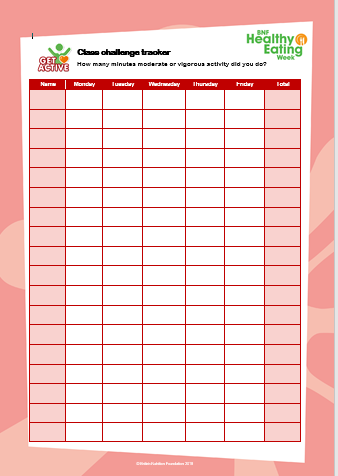 GET
ACTIVE
Class challenge tracker
How many minutes moderate or vigorous activity did you do?
BNF
Healthy
Eating
Week
Name Monday Tuesday Wednesday Thursday Friday Total
©British Nutrition Foundation 2018